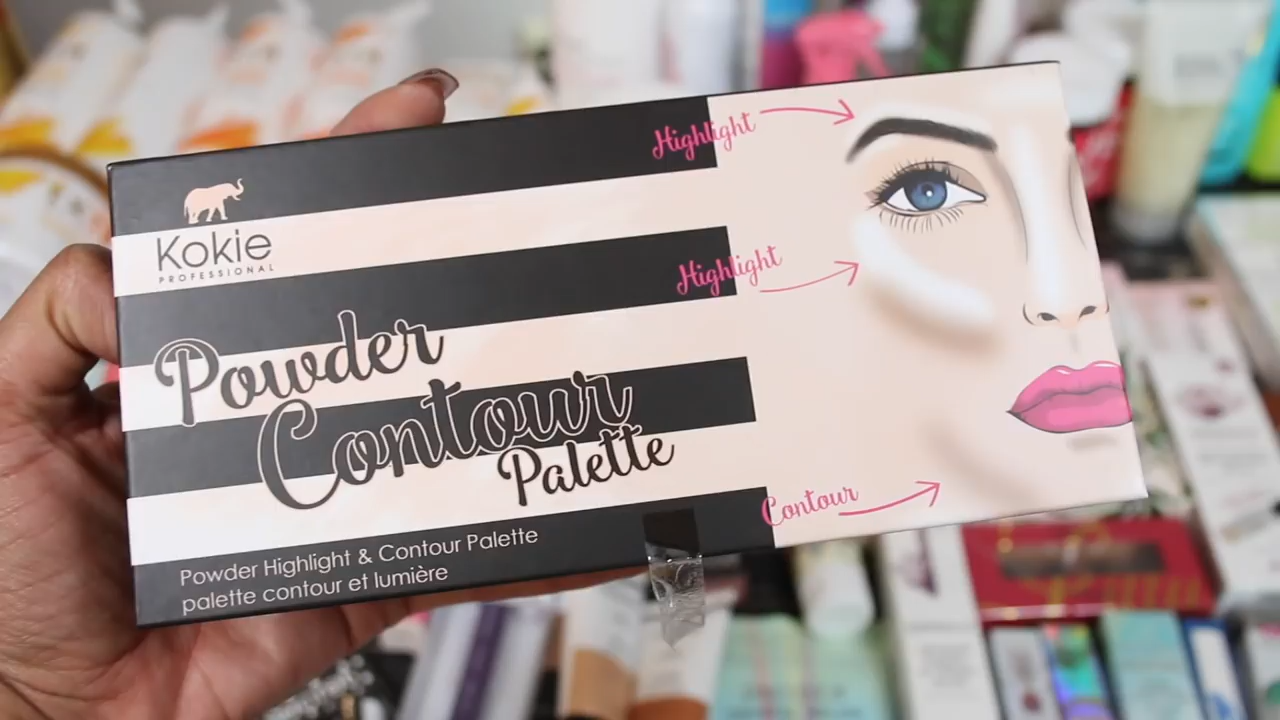 Kokie
PROFESSIONAL
Powder
Contour
Palette
Powder Highlight & Contour Palette
palette contour et lumière
Highlight
Highlight
Contour